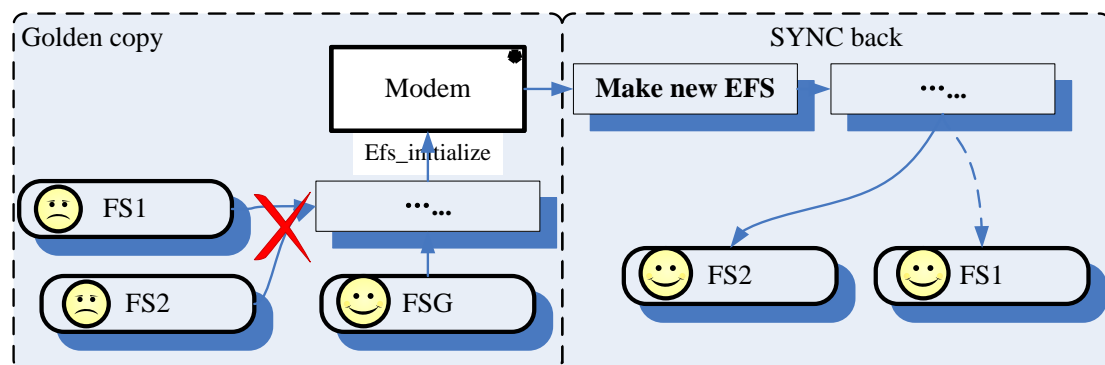 Golden copy
SYNC back
Modem
Make new EFS
…...
Efs_initialize
FS1
…...
FS2
FSG
FS2
FS1